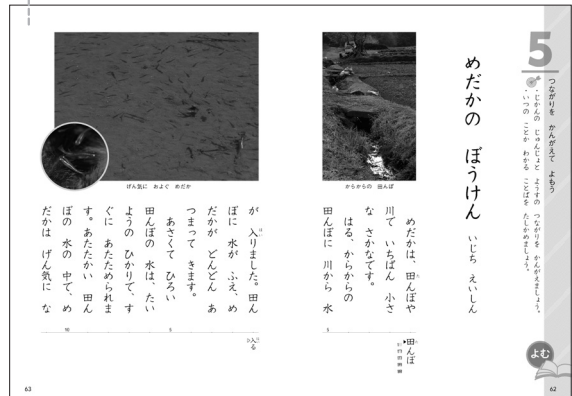 5
つながりを　かんがえて　よもう
・じかんの　じゅんじょと　ようすの　つながりを　かんがえましょう。
・いつの　ことか　わかる　ことばを　たしかめましょう。
よむ
めだかの　ぼうけん
いじち　えいしん
からからの　田んぼ
めだかは、田んぼや
川で　いちばん　小さ
な　さかなです。
はる、からからの
田んぼに　川から　水
5
田んぼ
62
げん気に　およぐ　めだか
が　入りました。田ん
ぼに　水が　ふえ、め
だかが　どんどん　あ
つまって　きます。
あさくて　ひろい
田んぼの　水は、たい
ようの　ひかりで、す
ぐに　あたためられま
す。あたたかい　田ん
ぼの　水の　中で、め
だかは　げん気に　な
5
10
入る
63